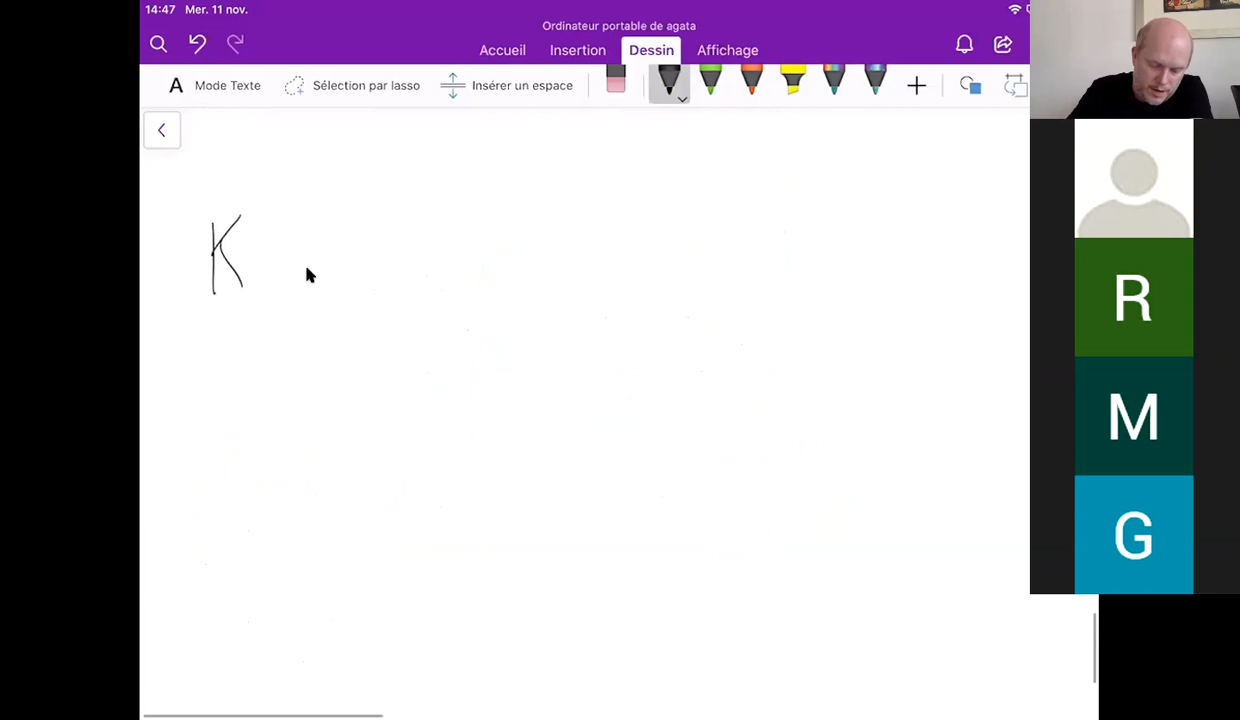 14:47 Mer. 11 nov.
Ordinateur portable de agata
Accueil Insertion Dessin Affichage
A Mode Texte Sélection par lasso Insérer un espace
K
R
M
G